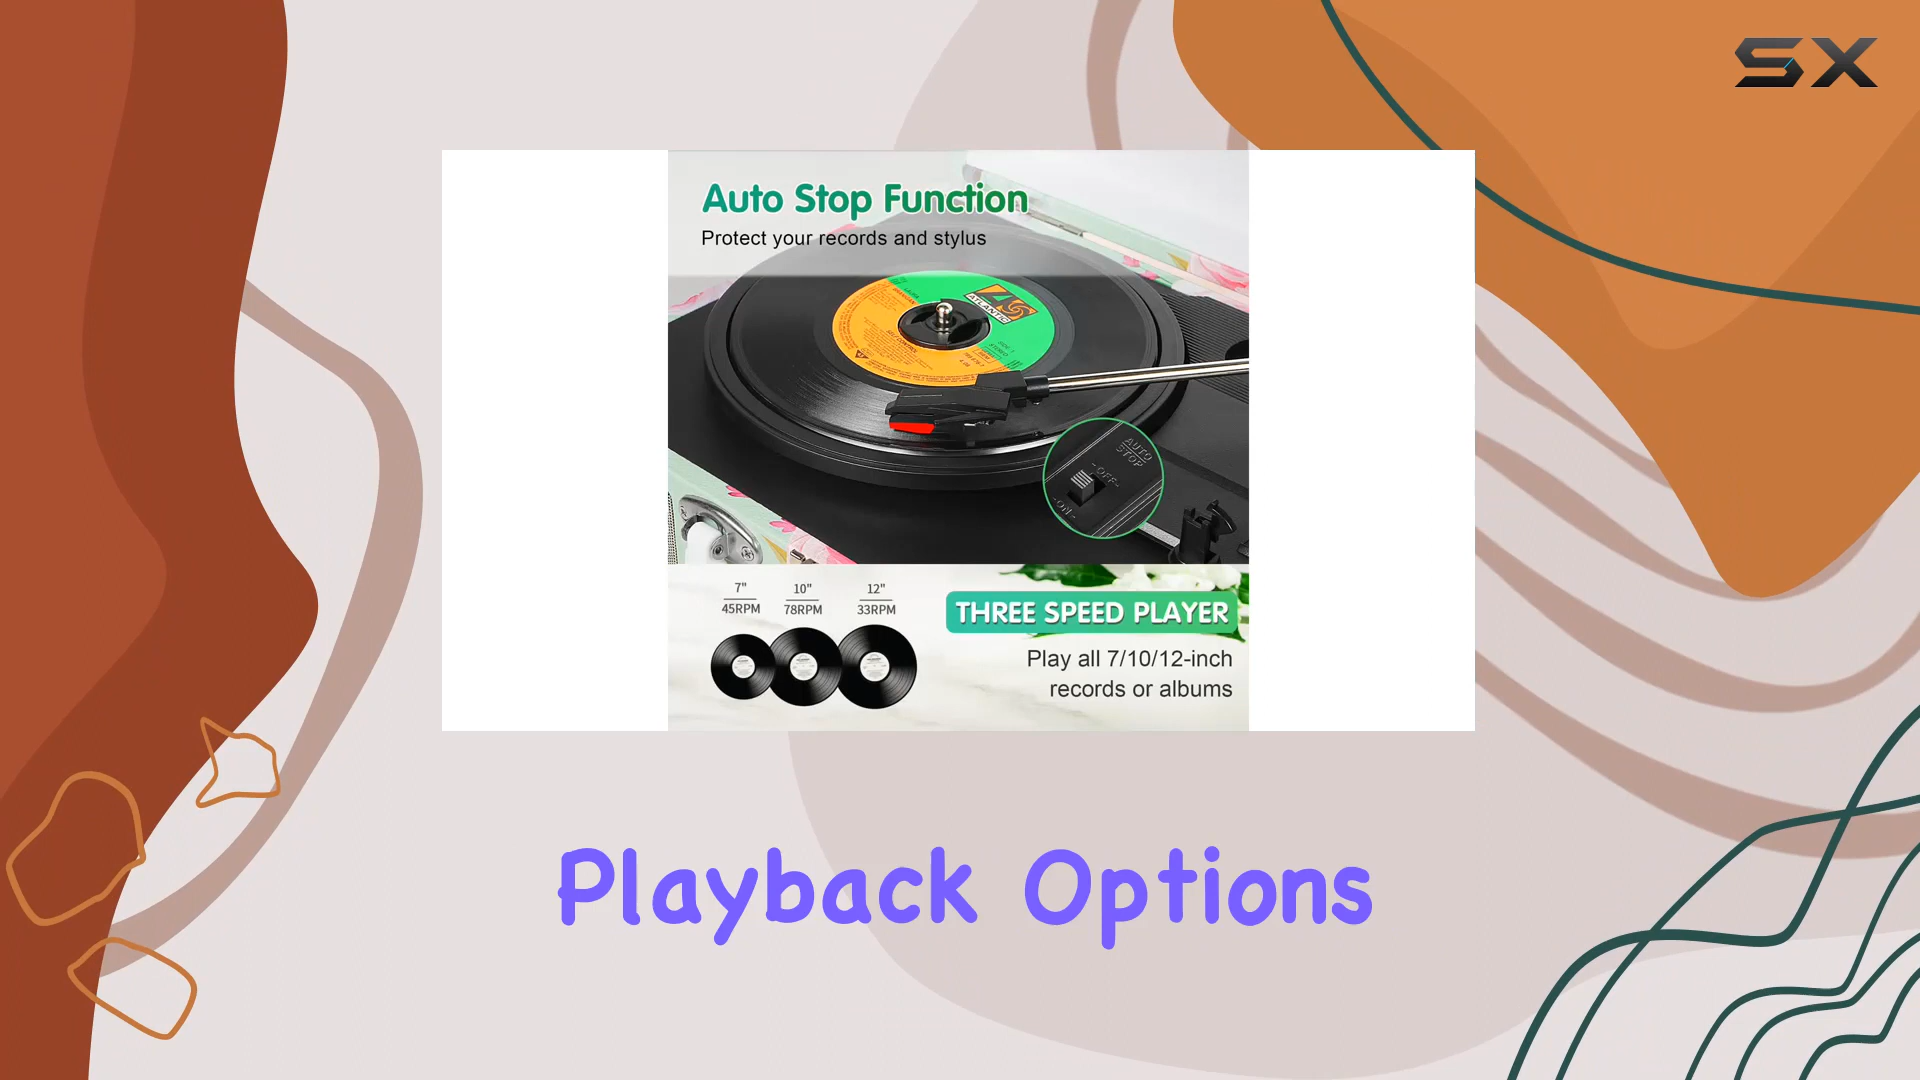 SX
Auto Stop Function
Protect your records and stylus
ATLANTIC
AUTO
STOP
-OFF-
-ON-
7" 10" 12"
45RPM 78RPM 33RPM
THREE SPEED PLAYER
Play all 7/10/12-inch
records or albums
Playback Options